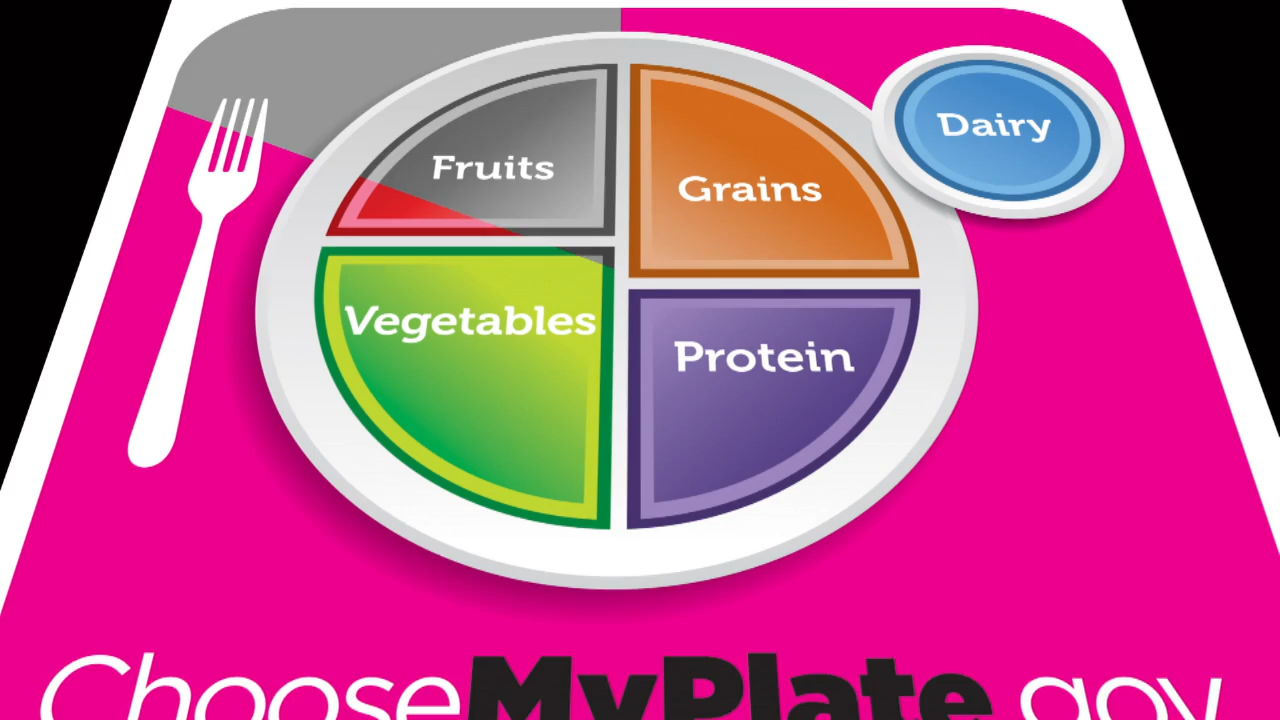 Dairy
Fruits
Grains
Vegetables
Protein
ChooseMyPlate.gov